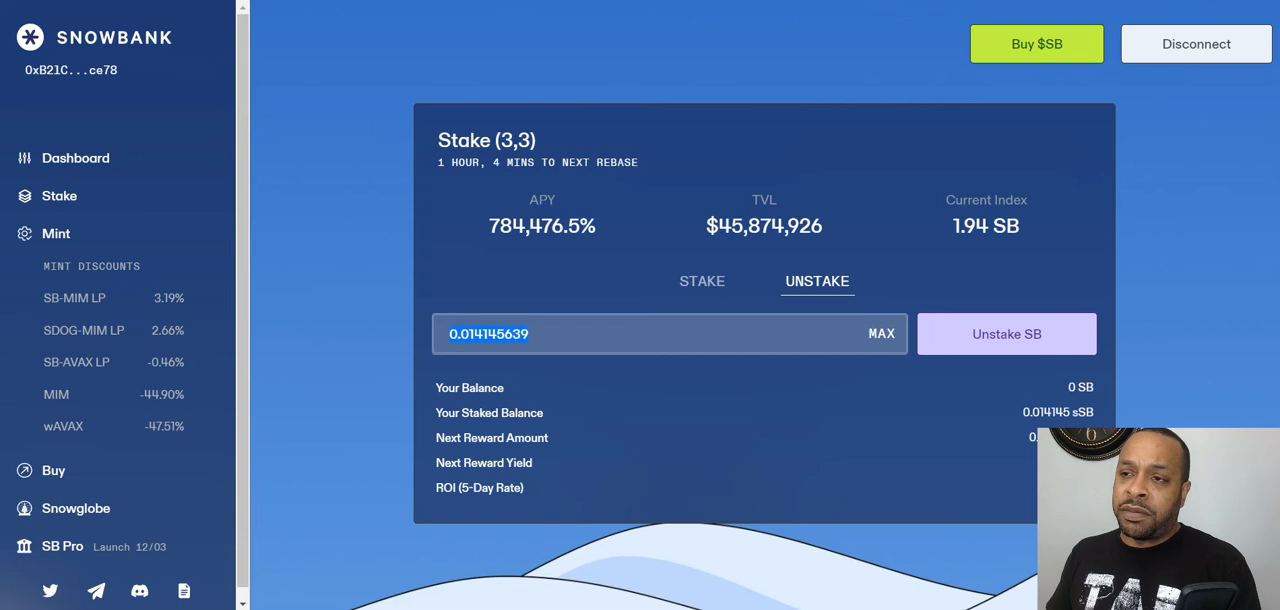 SNOWBANK
0xB21C...ce78
Buy $SB
Disconnect
Dashboard
Stake
Mint
MINT DISCOUNTS
SB-MIM LP 3.19%
SDOG-MIM LP 2.66%
SB-AVAX LP -0.46%
MIM -44.90%
wAVAX -47.51%
Buy
Snowglobe
SB Pro Launch 12/03
Stake (3,3)
1 HOUR, 4 MINS TO NEXT REBASE
APY TVL Current Index
784,476.5% $45,874,926 1.94 SB
STAKE UNSTAKE
0.014145639 MAX Unstake SB
Your Balance 0 SB
Your Staked Balance 0.014145 sSB
Next Reward Amount 0.
Next Reward Yield
ROI (5-Day Rate)
6